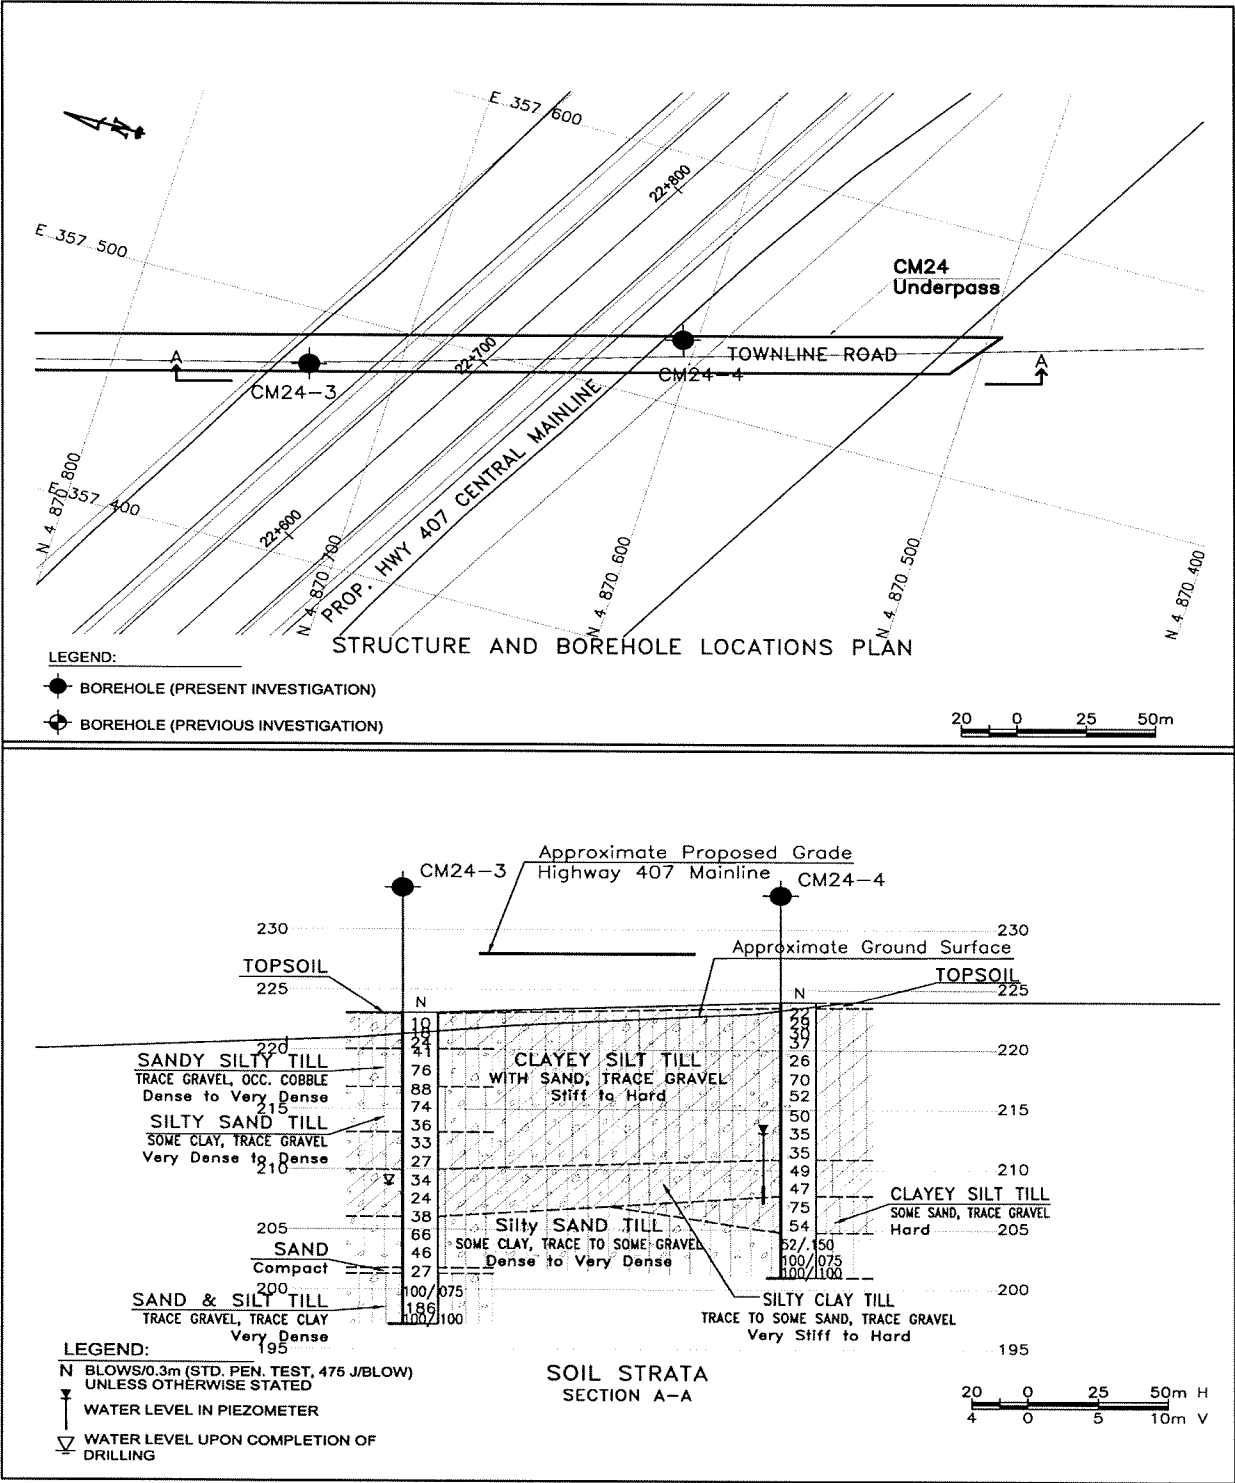 E 357 600
N
22+800
E 357 500
CM24
Underpass
A
22+700
TOWNLINE ROAD
A
CM24-3
CM24-4
PROP. HWY 407 CENTRAL MAINLINE
N 4 870 800
E 357 400
22+600
N 4 870 700
N 4 870 600
N 4 870 500
N 4 870 400
STRUCTURE AND BOREHOLE LOCATIONS PLAN
LEGEND:
BOREHOLE (PRESENT INVESTIGATION)
BOREHOLE (PREVIOUS INVESTIGATION)
20 0 25 50m
Approximate Proposed Grade
Highway 407 Mainline
CM24-3
CM24-4
230
230
Approximate Ground Surface
TOPSOIL
TOPSOIL
225
225
N
N
10
18
24
41
76
88
74
36
33
27
34
24
38
66
46
27
100/075
186
100/100
22
29
30
37
26
70
52
50
35
35
49
47
75
54
52/.150
100/075
100/100
220
220
SANDY SILTY TILL
TRACE GRAVEL, OCC. COBBLE
Dense to Very Dense
CLAYEY SILT TILL
WITH SAND, TRACE GRAVEL
Stiff to Hard
215
215
SILTY SAND TILL
SOME CLAY, TRACE GRAVEL
Very Dense to Dense
210
210
CLAYEY SILT TILL
SOME SAND, TRACE GRAVEL
Hard
205
205
Silty SAND TILL
SOME CLAY, TRACE TO SOME GRAVEL
Dense to Very Dense
SAND
Compact
200
200
SAND & SILT TILL
TRACE GRAVEL, TRACE CLAY
Very Dense
SILTY CLAY TILL
TRACE TO SOME SAND, TRACE GRAVEL
Very Stiff to Hard
195
195
LEGEND:
N BLOWS/0.3m (STD. PEN. TEST, 475 J/BLOW)
UNLESS OTHERWISE STATED
WATER LEVEL IN PIEZOMETER
WATER LEVEL UPON COMPLETION OF
DRILLING
SOIL STRATA
SECTION A-A
20 0 25 50m H
4 0 5 10m V